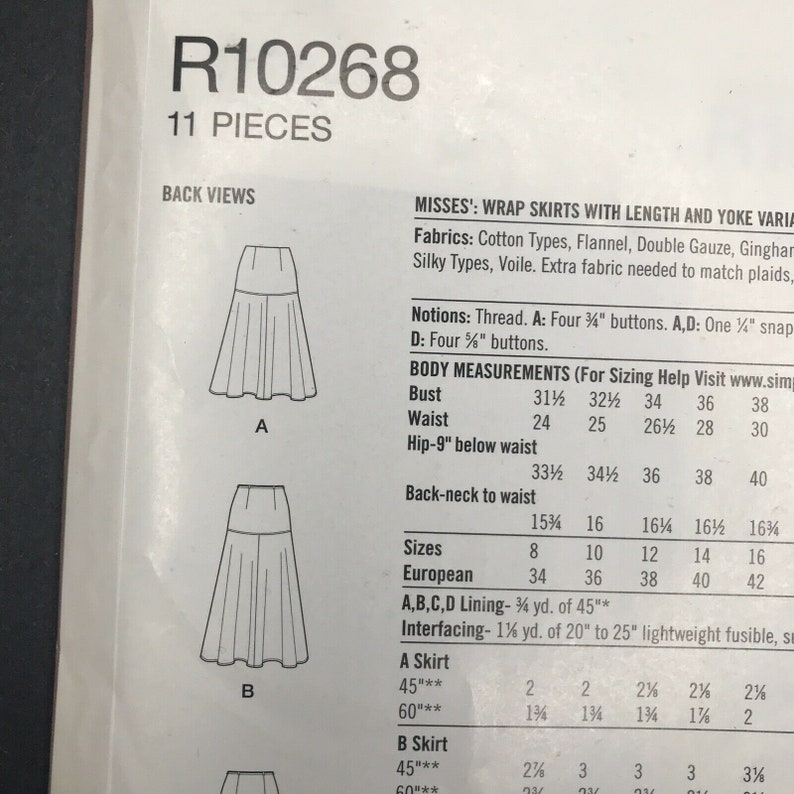 R10268
11 PIECES
BACK VIEWS
A
B
MISSES': WRAP SKIRTS WITH LENGTH AND YOKE VARIA
Fabrics: Cotton Types, Flannel, Double Gauze, Gingham
Silky Types, Voile. Extra fabric needed to match plaids,
Notions: Thread. A: Four ¾" buttons. A,D: One ¼" snap
D: Four ⅝" buttons.
BODY MEASUREMENTS (For Sizing Help Visit www.simp
Bust 31½ 32½ 34 36 38
Waist 24 25 26½ 28 30
Hip-9" below waist
33½ 34½ 36 38 40
Back-neck to waist
15¾ 16 16¼ 16½ 16¾
Sizes 8 10 12 14 16
European 34 36 38 40 42
A,B,C,D Lining- ¾ yd. of 45"*
Interfacing- 1⅛ yd. of 20" to 25" lightweight fusible, su
A Skirt
45"** 2 2 2⅛ 2⅛ 2⅛
60"** 1¾ 1¾ 1¾ 1⅞ 2
B Skirt
45"** 2⅞ 3 3 3 3⅛
60"**